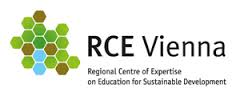 RCE Vienna
Regional Centre of Expertise
on Education for Sustainable Development